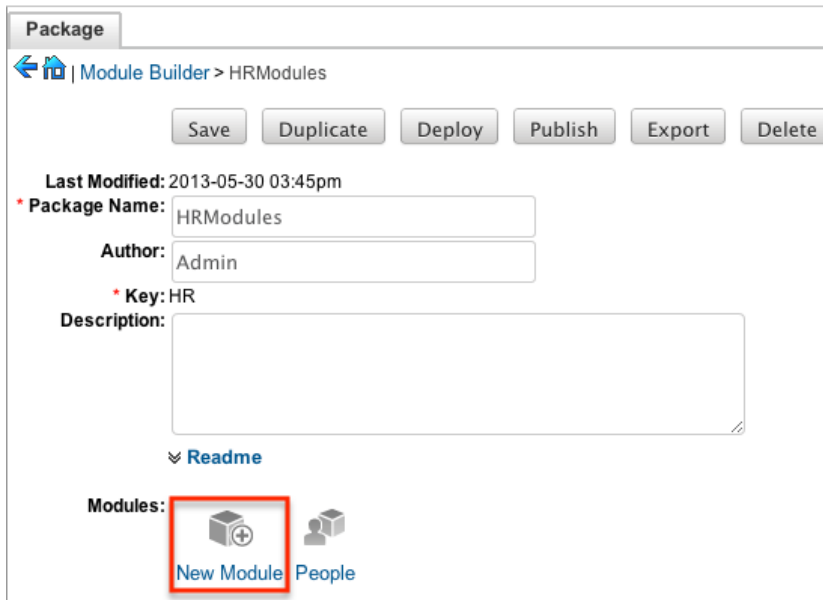 Package
| Module Builder > HRModules
Save Duplicate Deploy Publish Export Delete
Last Modified: 2013-05-30 03:45pm
* Package Name: HRModules
Author: Admin
* Key: HR
Description:
Readme
Modules:
New Module People